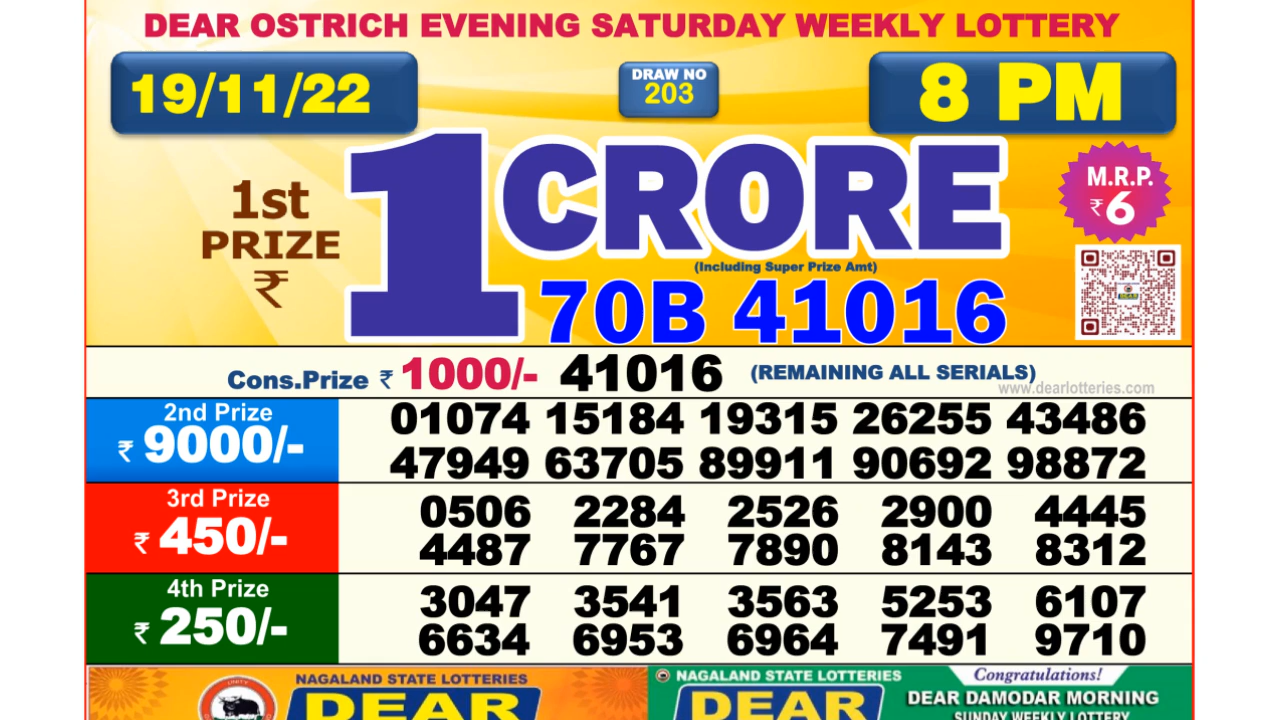 DEAR OSTRICH EVENING SATURDAY WEEKLY LOTTERY
19/11/22
DRAW NO
203
8 PM
1st
PRIZE
₹
1 CRORE
(Including Super Prize Amt)
70B 41016
M.R.P.
₹ 6
DEAR
Cons.Prize ₹ 1000/- 41016 (REMAINING ALL SERIALS)
www.dearlotteries.com
2nd Prize
₹ 9000/-
01074 15184 19315 26255 43486
47949 63705 89911 90692 98872
3rd Prize
₹ 450/-
0506 2284 2526 2900 4445
4487 7767 7890 8143 8312
4th Prize
₹ 250/-
3047 3541 3563 5253 6107
6634 6953 6964 7491 9710
UNITY
NAGALAND STATE LOTTERIES
DEAR
NAGALAND STATE LOTTERIES
DEAR
Congratulations!
DEAR DAMODAR MORNING
SUNDAY WEEKLY LOTTERY